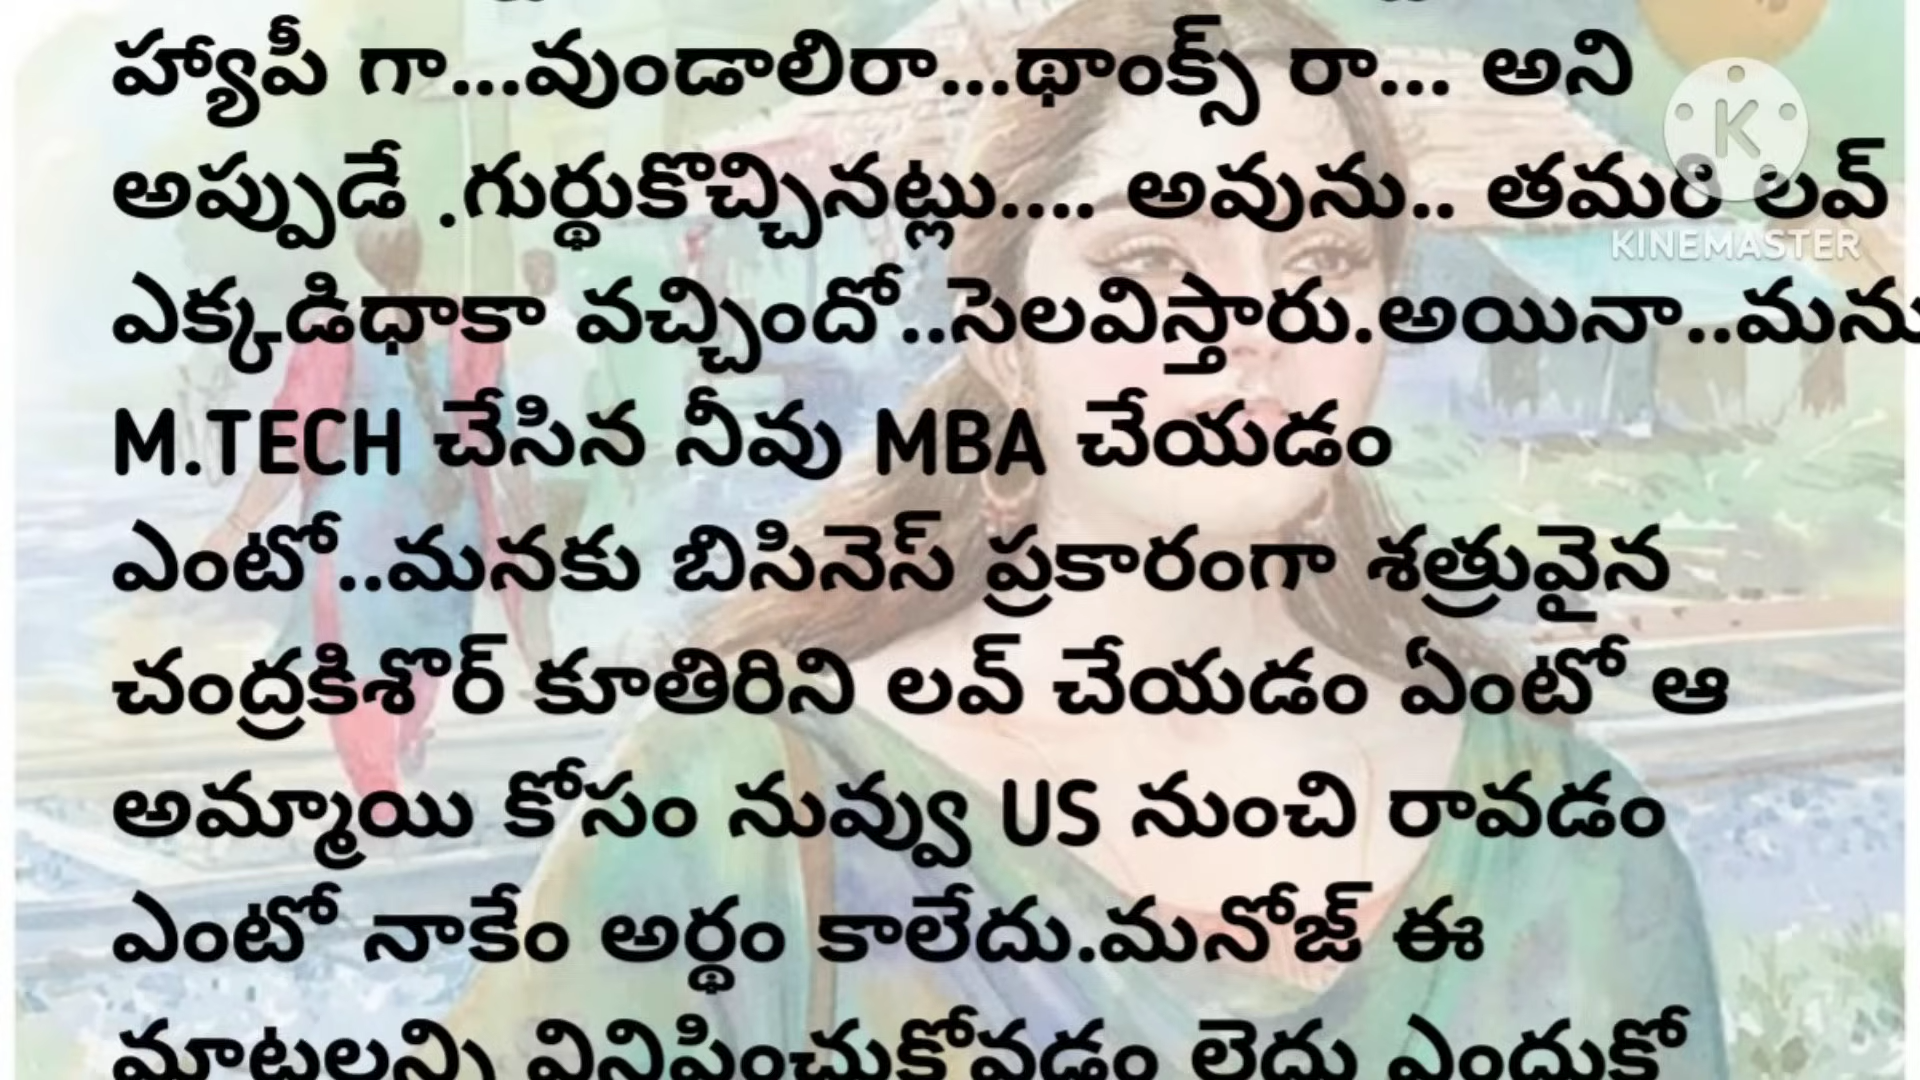 హ్యాపీ గా...వుండాలిరా...థాంక్స్ రా... అని
అప్పుడే .గుర్థుకొచ్చినట్లు.... అవును.. తమరి లవ్
ఎక్కడిధాకా వచ్చిందో..సెలవిస్తారు.అయినా..మను
M.TECH చేసిన నీవు MBA చేయడం
ఎంటో..మనకు బిసినెస్ ప్రకారంగా శత్రువైన
చంద్రకిశొర్ కూతిరిని లవ్ చేయడం ఏంటో ఆ
అమ్మాయి కోసం నువ్వు US నుంచి రావడం
ఎంటో నాకేం అర్థం కాలేదు.మనోజ్ ఈ
మాటలన్ని వినిపించుకోవడం లెదు ఎందుకో
K
KINEMASTER